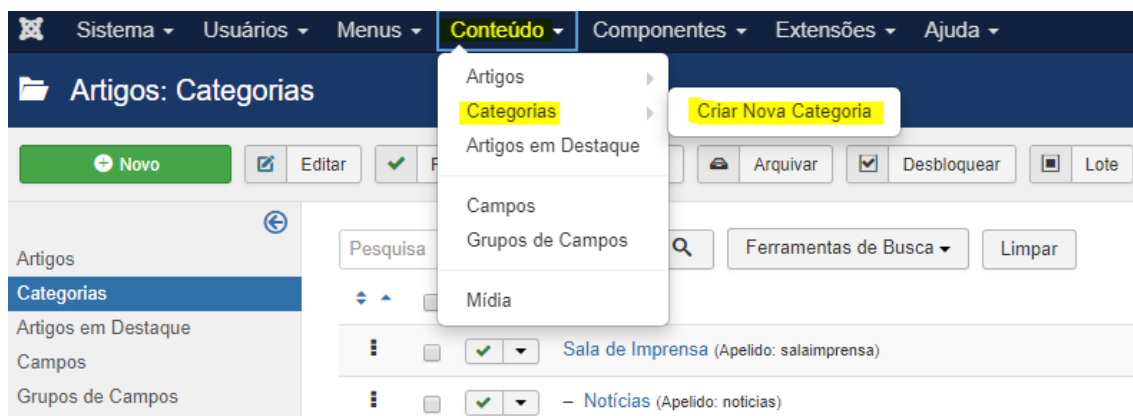 Sistema Usuários Menus Conteúdo Componentes Extensões Ajuda
Artigos: Categorias
Artigos
Categorias
Criar Nova Categoria
Artigos em Destaque
Campos
Grupos de Campos
Mídia
Novo Editar Arquivar Desbloquear Lote
Artigos
Categorias
Artigos em Destaque
Campos
Grupos de Campos
Pesquisa Ferramentas de Busca Limpar
Sala de Imprensa (Apelido: salaimprensa)
– Notícias (Apelido: noticias)